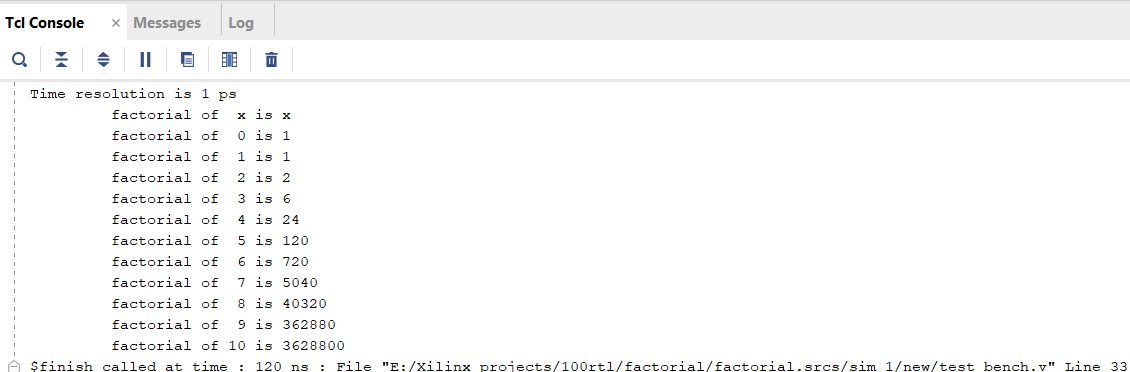 Tcl Console × Messages Log
Time resolution is 1 ps
factorial of  x is x
factorial of  0 is 1
factorial of  1 is 1
factorial of  2 is 2
factorial of  3 is 6
factorial of  4 is 24
factorial of  5 is 120
factorial of  6 is 720
factorial of  7 is 5040
factorial of  8 is 40320
factorial of  9 is 362880
factorial of 10 is 3628800
$finish called at time : 120 ns : File "E:/Xilinx projects/100rtl/factorial/factorial.srcs/sim_1/new/test_bench.v" Line 33